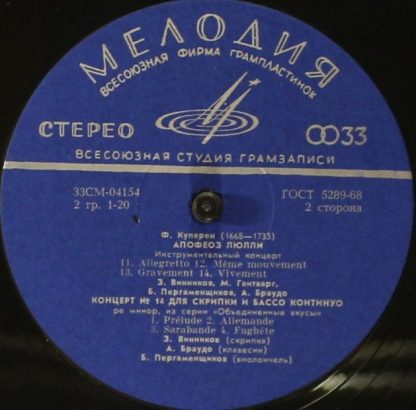 МЕЛОДИЯ
ВСЕСОЮЗНАЯ ФИРМА ГРАМПЛАСТИНОК
СТЕРЕО
33
ВСЕСОЮЗНАЯ СТУДИЯ ГРАМЗАПИСИ
33СМ-04154 ГОСТ 5289-68
2 гр. 1-20 2 сторона
Ф. Куперен (1668—1733)
АПОФЕОЗ ЛЮЛЛИ
Инструментальный концерт
11. Allegretto 12. Même mouvement
13. Gravement 14. Vivement
З. Винников, М. Гантварг,
Б. Пергаменщиков, А. Браудо
КОНЦЕРТ № 14 ДЛЯ СКРИПКИ И БАССО КОНТИНУО
ре минор, из серии «Объединенные вкусы»
1. Prélude 2. Allemande
3. Sarabande 4. Fughéte
З. Винников (скрипка)
А. Браудо (клавесин)
Б. Пергаменщиков (виолончель)